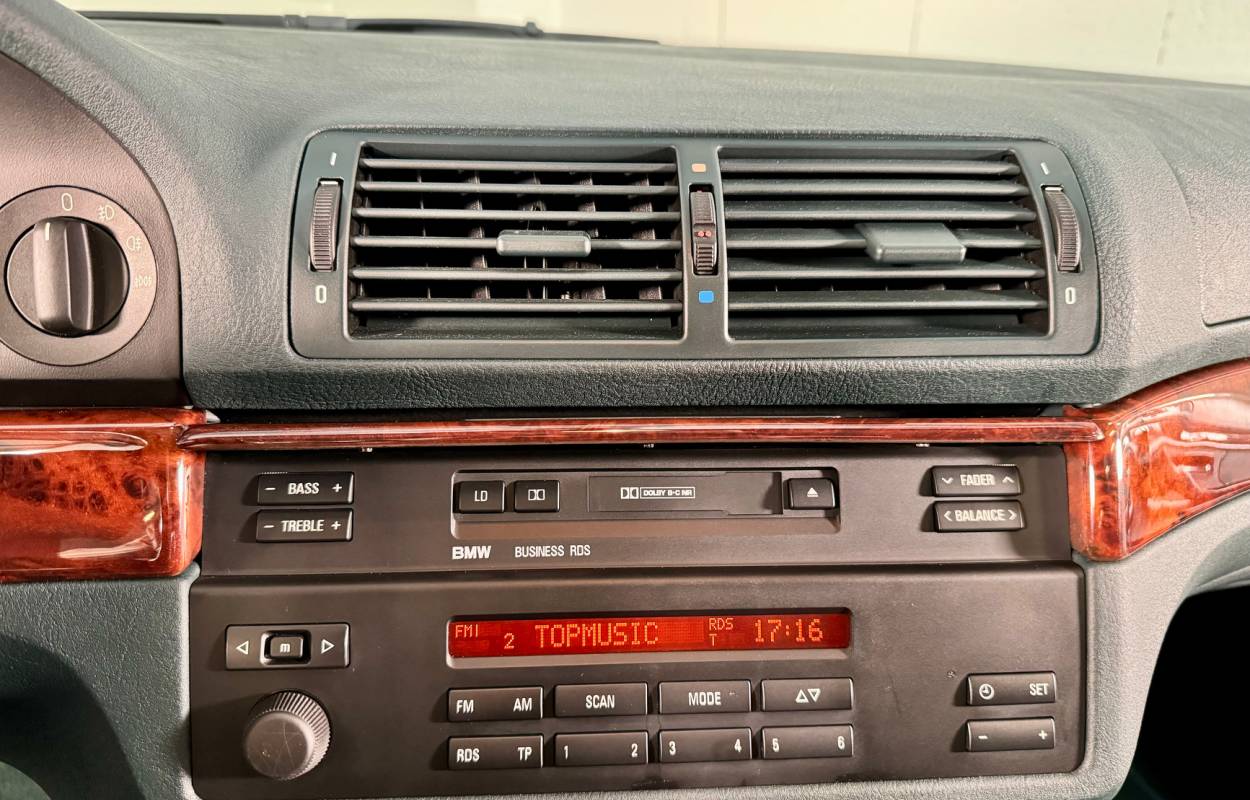 0
0
0
- BASS +
LD
DOLBY B-C NR
FADER
- TREBLE +
< BALANCE >
BMW BUSINESS RDS
FM1 2 TOPMUSIC RDS T 17:16
m
FM AM
SCAN
MODE
SET
RDS TP
1 2
3 4
5 6
- +